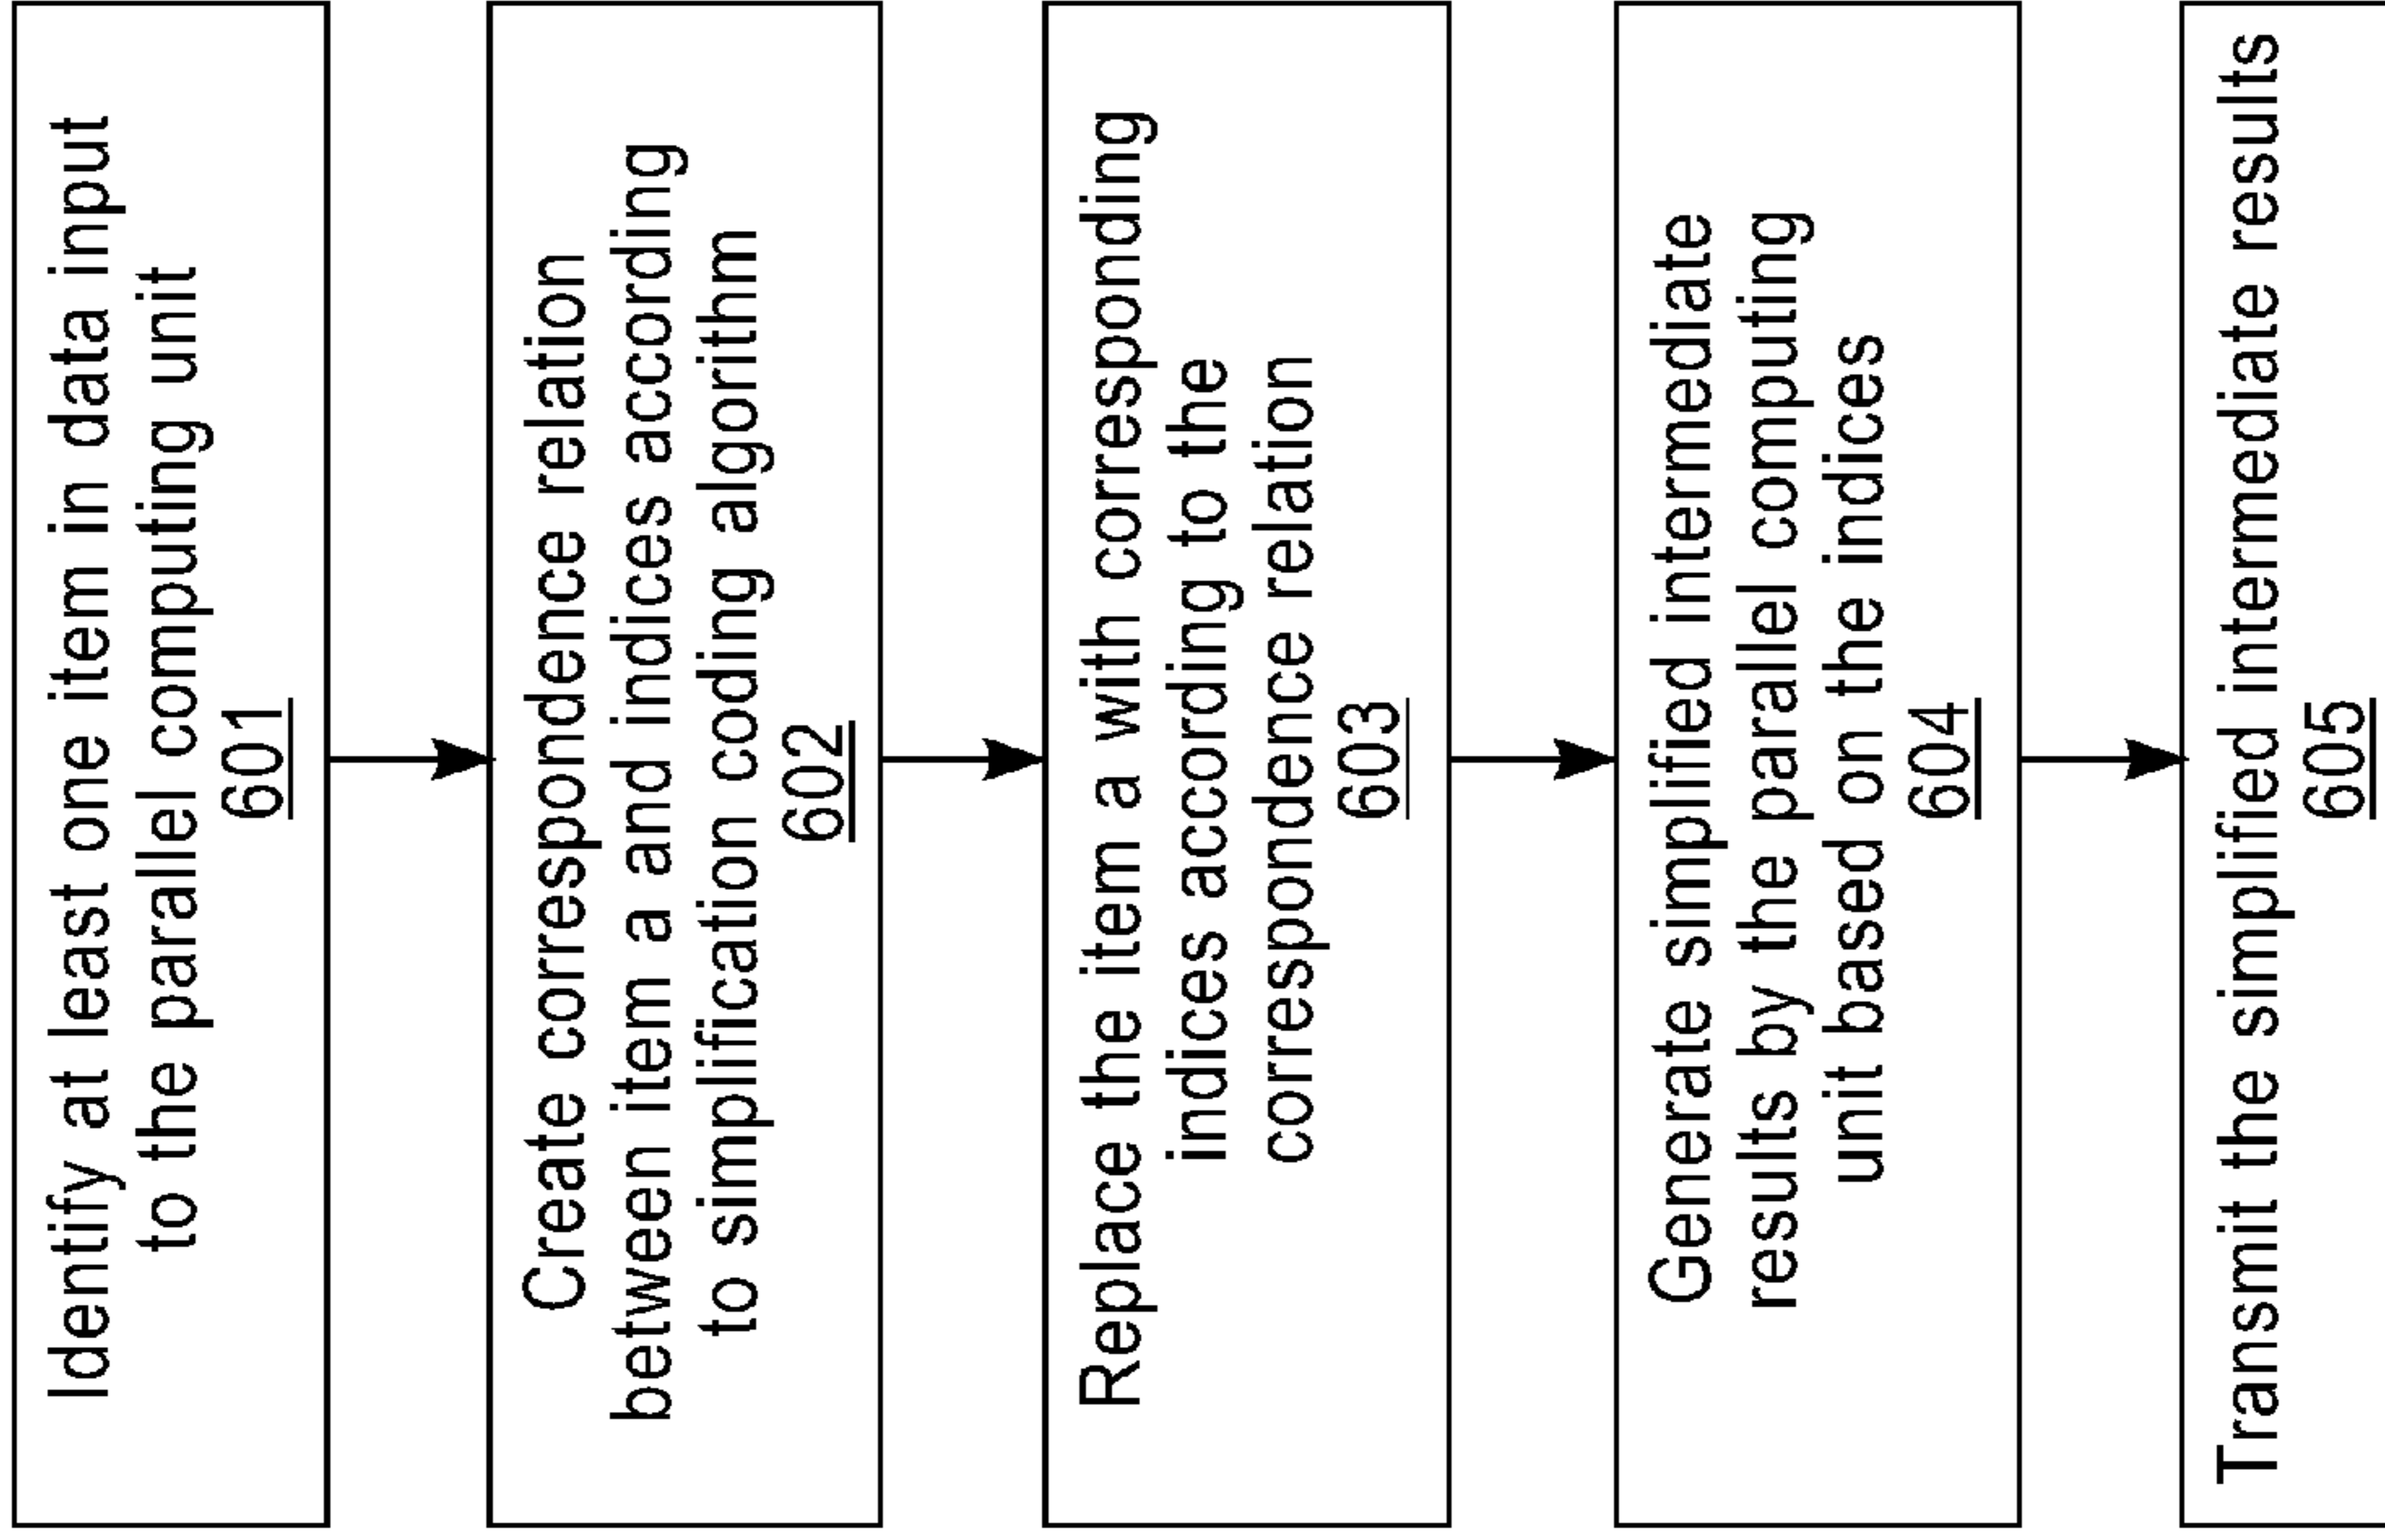 Identify at least one item in data input
to the parallel computing unit
601
Create correspondence relation
between item a and indices according
to simplification coding algorithm
602
Replace the item a with corresponding
indices according to the
correspondence relation
603
Generate simplified intermediate
results by the parallel computing
unit based on the indices
604
Transmit the simplified intermediate results
605